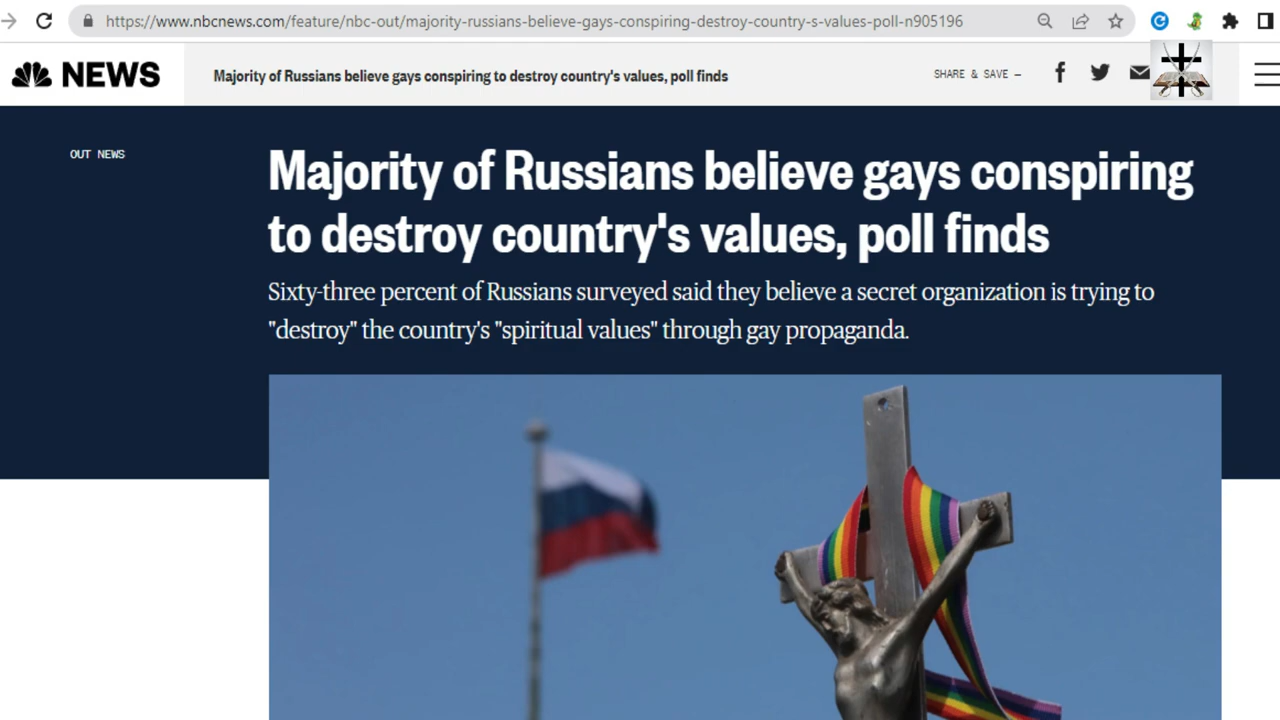 https://www.nbcnews.com/feature/nbc-out/majority-russians-believe-gays-conspiring-destroy-country-s-values-poll-n905196
NEWS
Majority of Russians believe gays conspiring to destroy country's values, poll finds
SHARE & SAVE —
OUT NEWS
Majority of Russians believe gays conspiring
to destroy country's values, poll finds
Sixty-three percent of Russians surveyed said they believe a secret organization is trying to
"destroy" the country's "spiritual values" through gay propaganda.